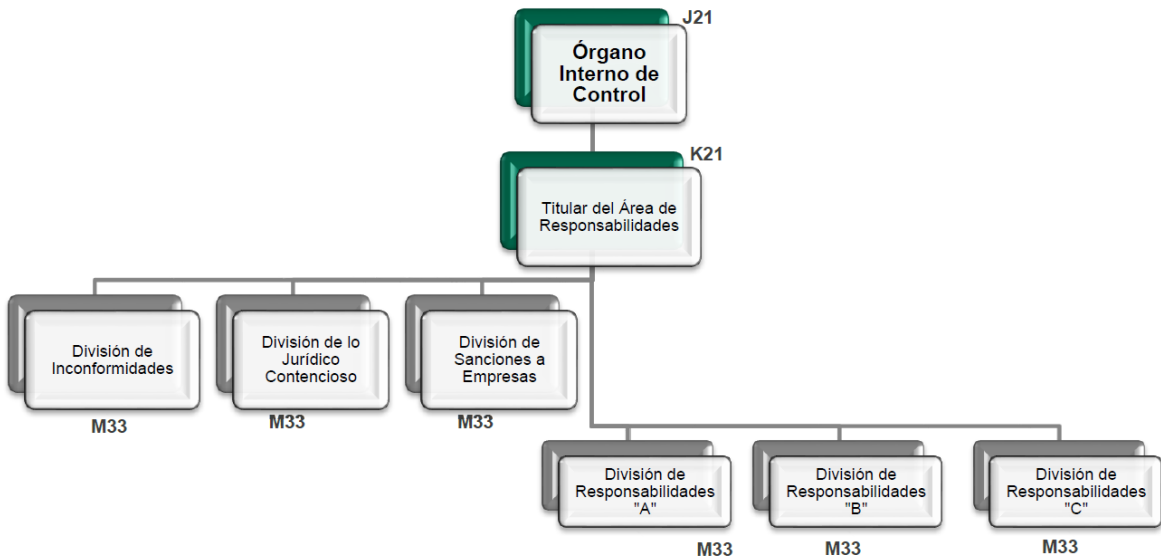 J21
Órgano
Interno de
Control
K21
Titular del Área de
Responsabilidades
División de
Inconformidades
M33
División de lo
Jurídico
Contencioso
M33
División de
Sanciones a
Empresas
M33
División de
Responsabilidades
"A"
M33
División de
Responsabilidades
"B"
M33
División de
Responsabilidades
"C"
M33